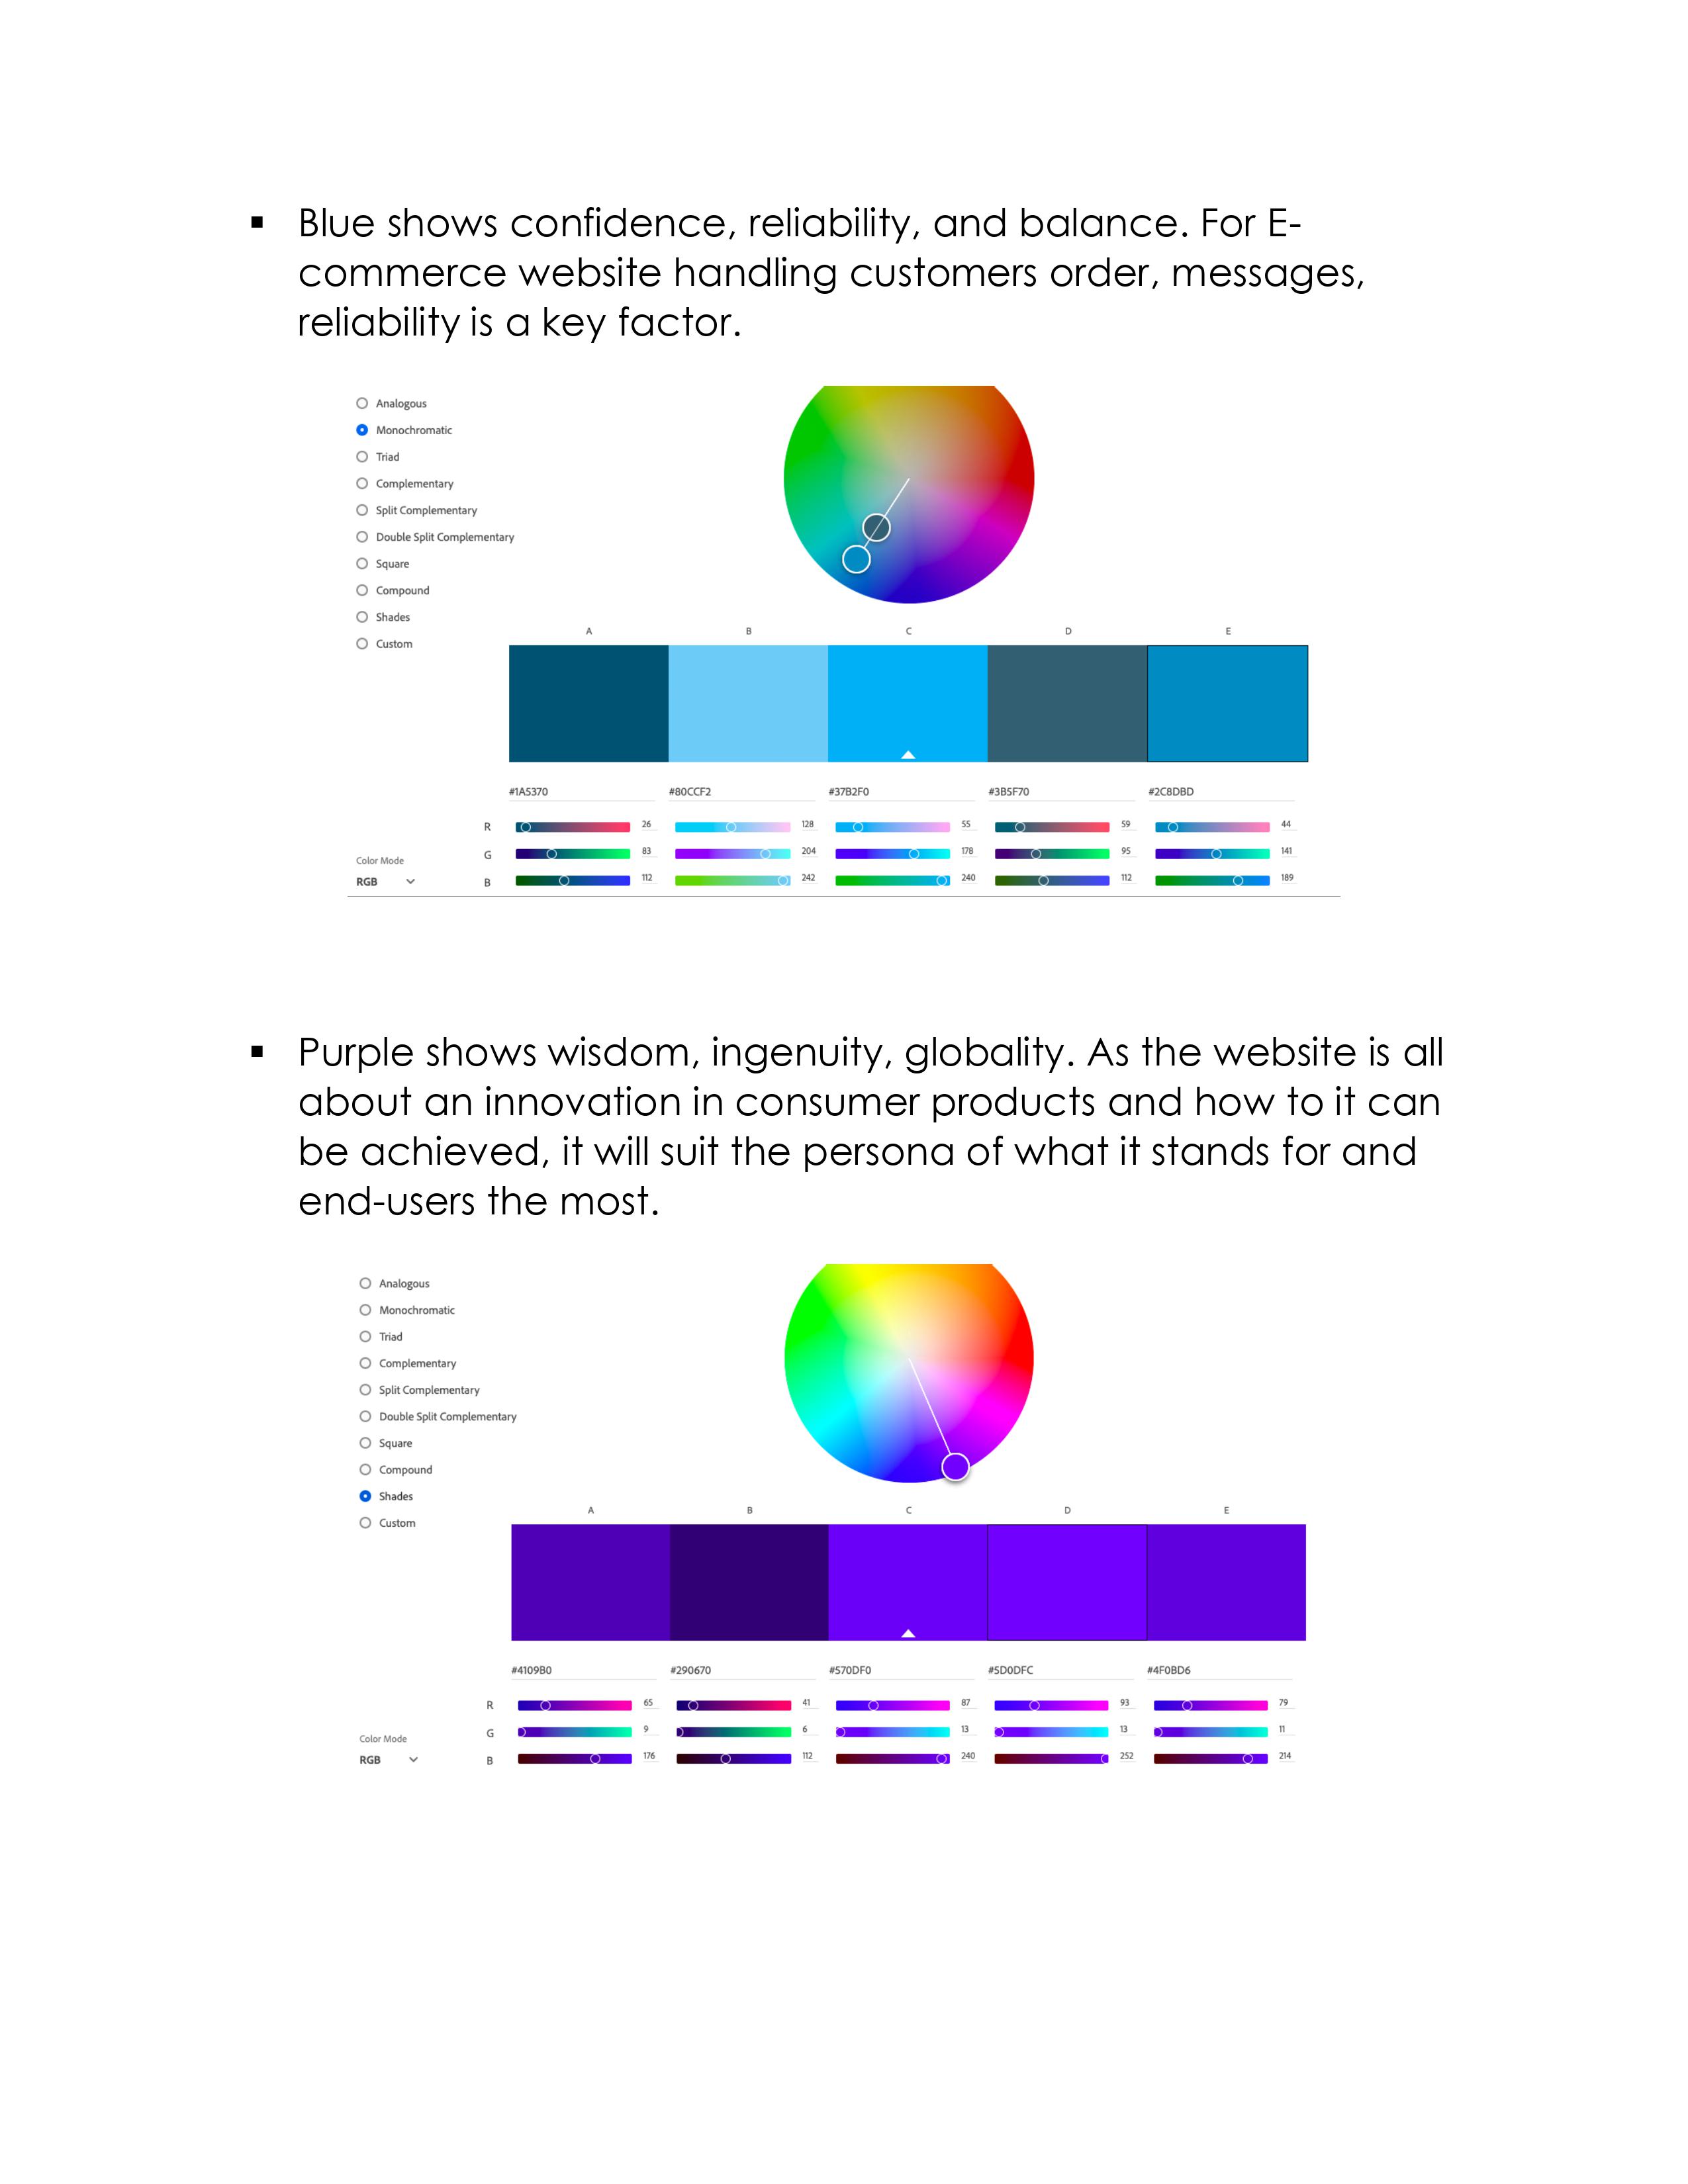 ▪ Blue shows confidence, reliability, and balance. For E-
commerce website handling customers order, messages,
reliability is a key factor.
Analogous
Monochromatic
Triad
Complementary
Split Complementary
Double Split Complementary
Square
Compound
Shades
Custom
A B C D E
#1A5370 #80CCF2 #37B2F0 #3B5F70 #2C8DBD
R 26 128 55 59 44
G 83 204 178 95 141
Color Mode
RGB B 112 242 240 112 189
▪ Purple shows wisdom, ingenuity, globality. As the website is all
about an innovation in consumer products and how to it can
be achieved, it will suit the persona of what it stands for and
end-users the most.
Analogous
Monochromatic
Triad
Complementary
Split Complementary
Double Split Complementary
Square
Compound
Shades
Custom
A B C D E
#4109B0 #290670 #570DF0 #5D0DFC #4F0BD6
R 65 41 87 93 79
G 9 6 13 13 11
Color Mode
RGB B 176 112 240 252 214